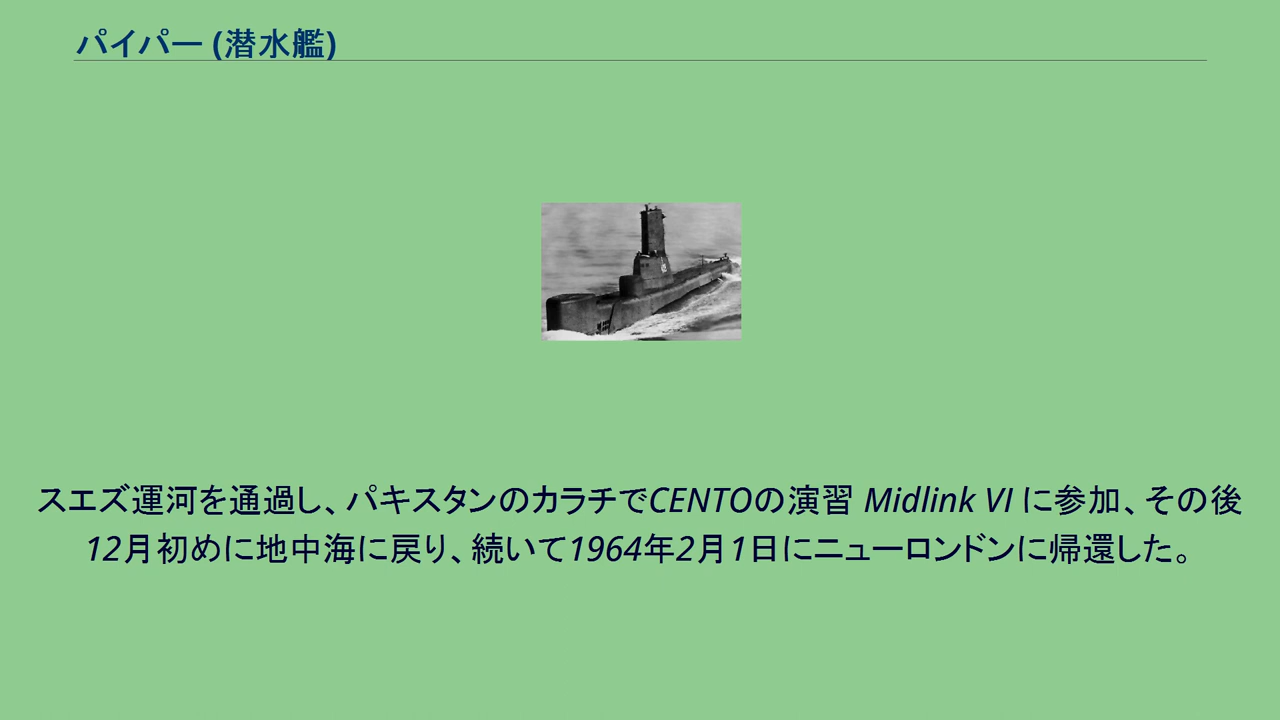 パイパー (潜水艦)
スエズ運河を通過し、パキスタンのカラチでCENTOの演習 Midlink VI に参加、その後
12月初めに地中海に戻り、続いて1964年2月1日にニューロンドンに帰還した。